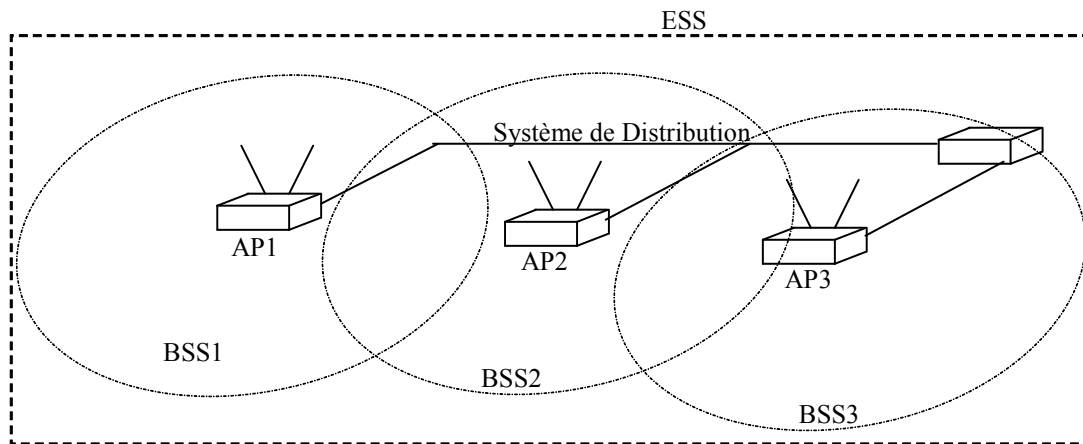 ESS
Système de Distribution
AP1
AP2
AP3
BSS1
BSS2
BSS3